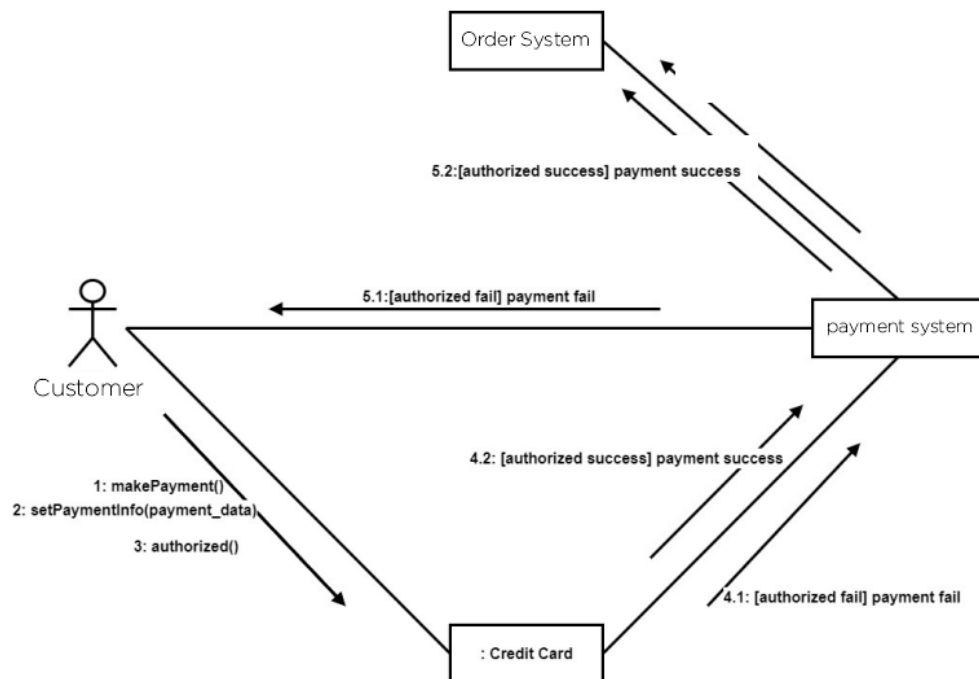 Order System
5.2:[authorized success] payment success
5.1:[authorized fail] payment fail
payment system
Customer
4.2: [authorized success] payment success
1: makePayment()
2: setPaymentInfo(payment_data)
3: authorized()
4.1: [authorized fail] payment fail
: Credit Card